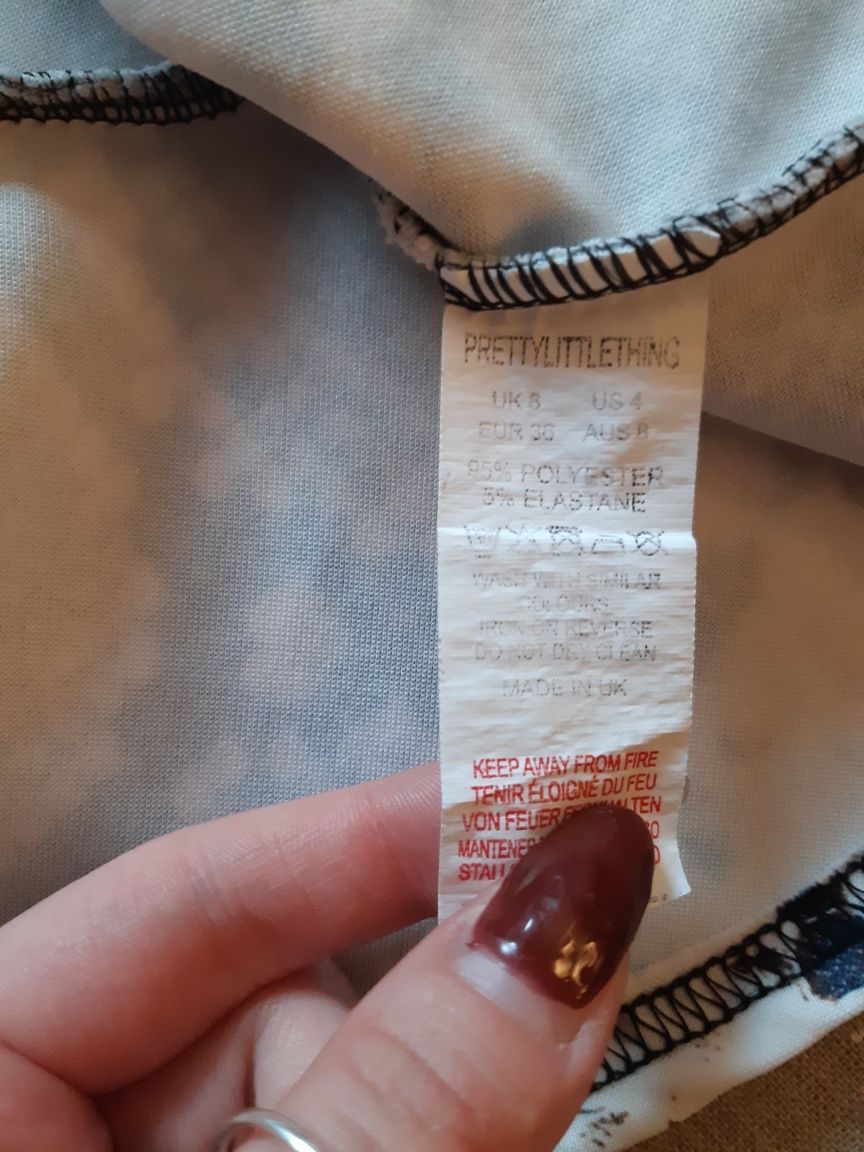 PRETTYLITTLETHING
UK 8 US 4
EUR 36 AUS 8
95% POLYESTER
5% ELASTANE
WASH WITH SIMILAR
COLOURS
IRON ON REVERSE
DO NOT DRY CLEAN
MADE IN UK
KEEP AWAY FROM FIRE
TENIR ÉLOIGNÉ DU FEU
VON FEUER